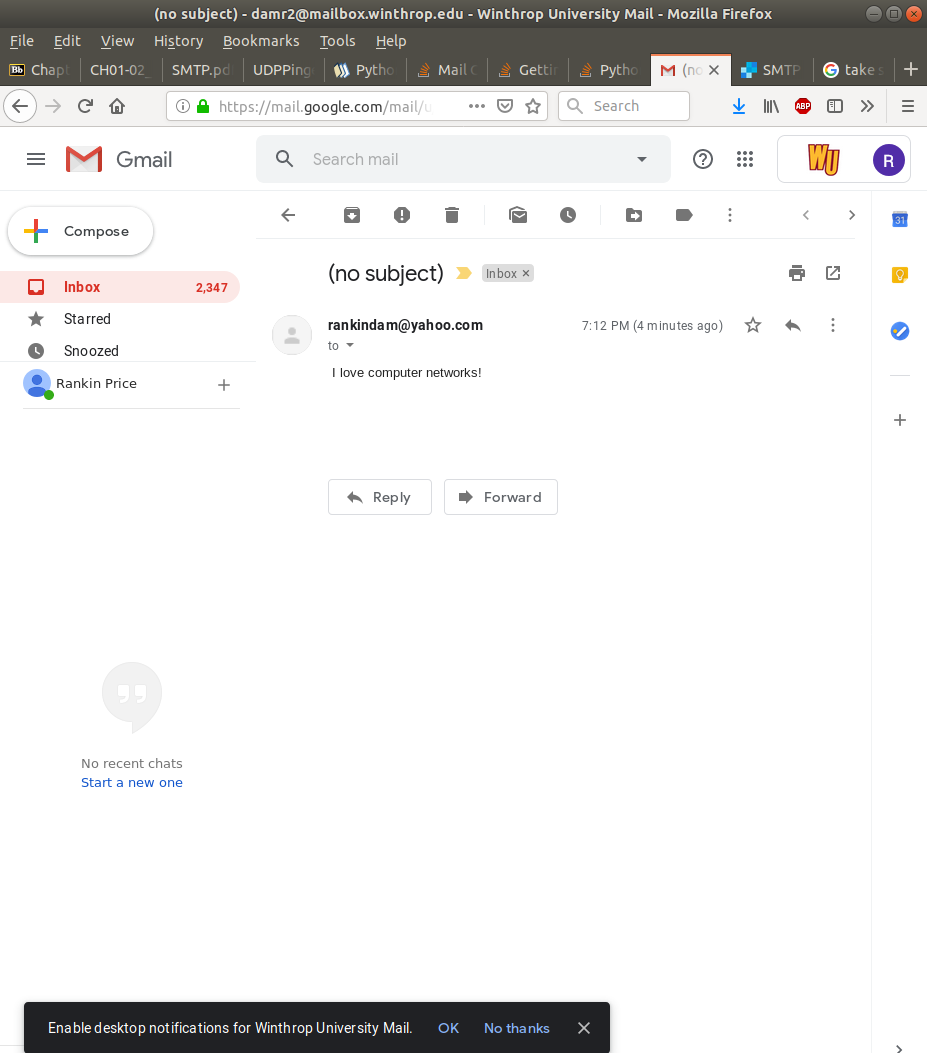 (no subject) - damr2@mailbox.winthrop.edu - Winthrop University Mail - Mozilla Firefox
File Edit View History Bookmarks Tools Help
Bb Chap CH01-02_ SMTP.pd UDPPing Pytho Mail C Gettin Pytho (no SMTP take s
https://mail.google.com/mail/u Search ABP
Gmail Search mail WU R
Compose
(no subject) Inbox
Inbox 2,347
Starred
Snoozed
Rankin Price
rankindam@yahoo.com 7:12 PM (4 minutes ago)
to
I love computer networks!
Reply Forward
31
No recent chats
Start a new one
Enable desktop notifications for Winthrop University Mail. OK No thanks